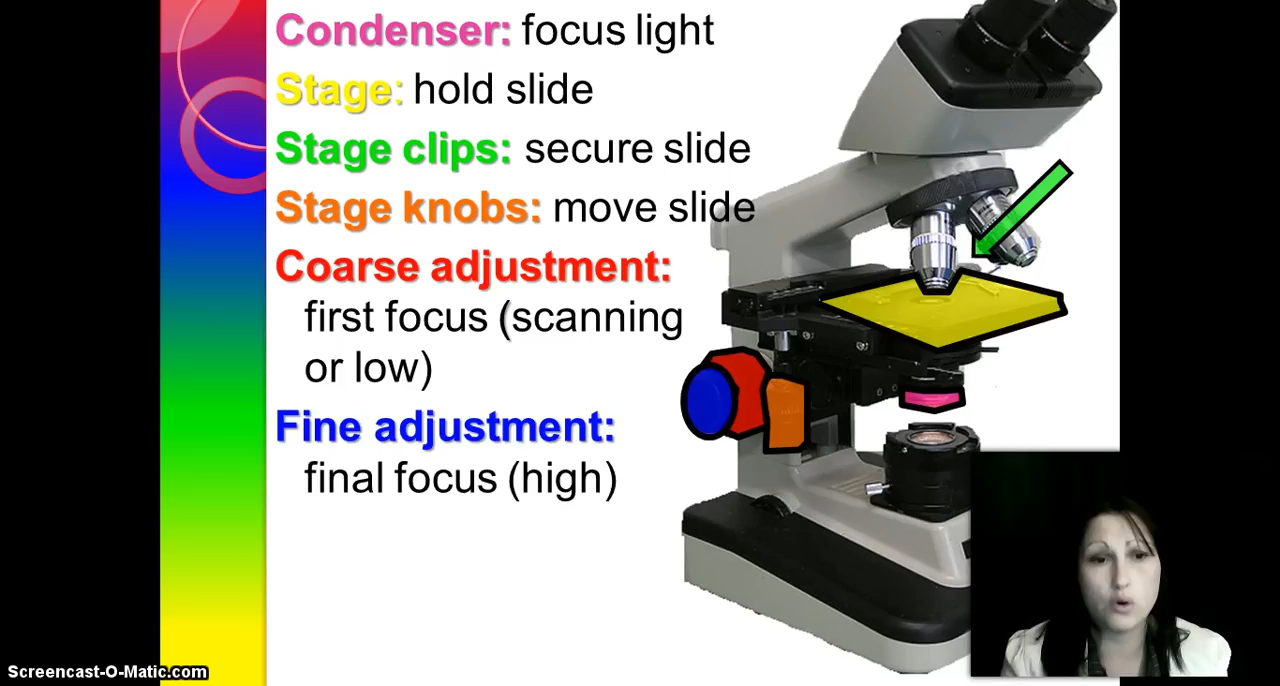 Condenser: focus light
Stage: hold slide
Stage clips: secure slide
Stage knobs: move slide
Coarse adjustment:
first focus (scanning
or low)
Fine adjustment:
final focus (high)
Screencast-O-Matic.com